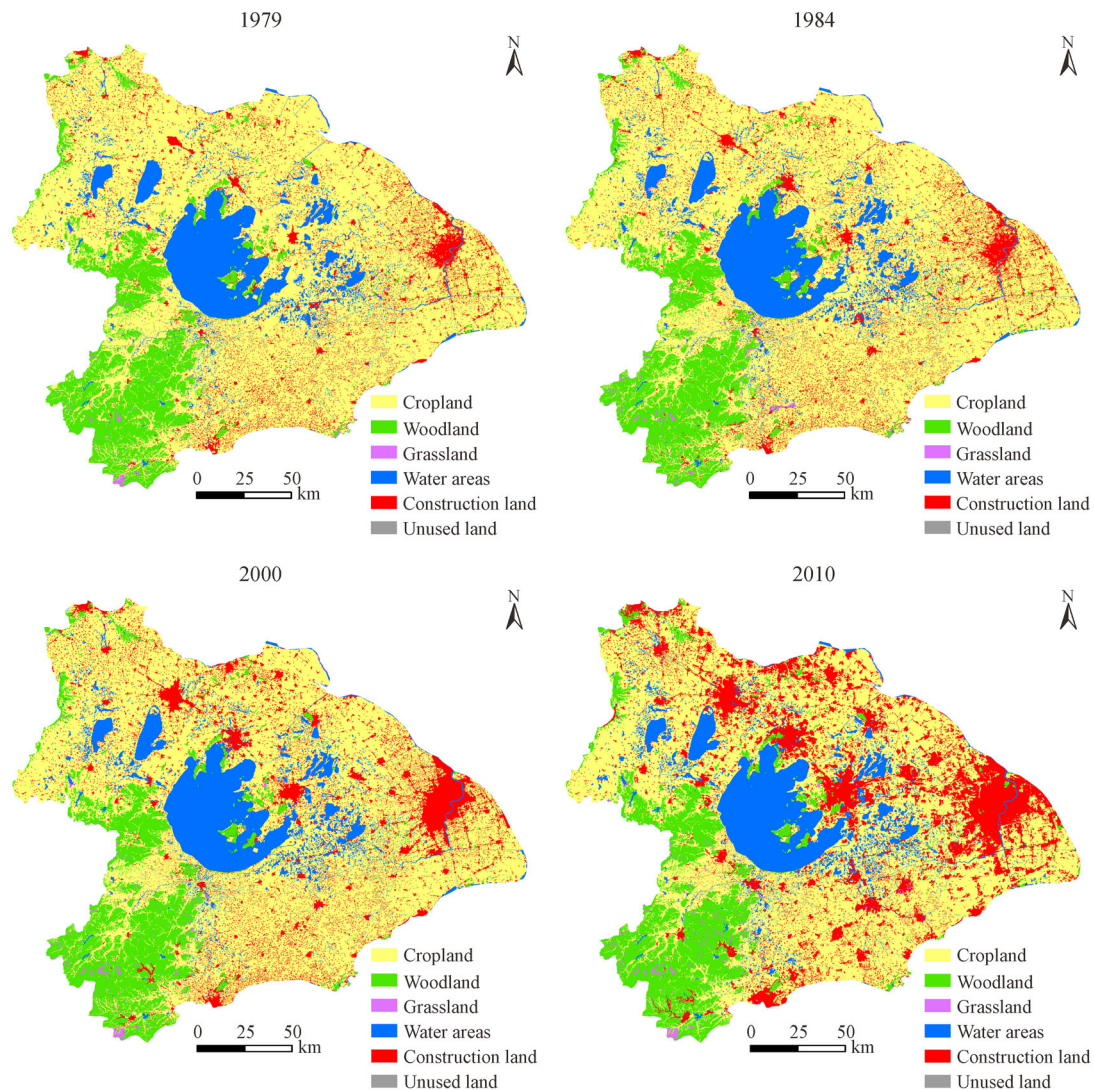 1979
N
Cropland
Woodland
Grassland
Water areas
Construction land
Unused land
0 25 50
km
1984
N
Cropland
Woodland
Grassland
Water areas
Construction land
Unused land
0 25 50
km
2000
N
Cropland
Woodland
Grassland
Water areas
Construction land
Unused land
0 25 50
km
2010
N
Cropland
Woodland
Grassland
Water areas
Construction land
Unused land
0 25 50
km